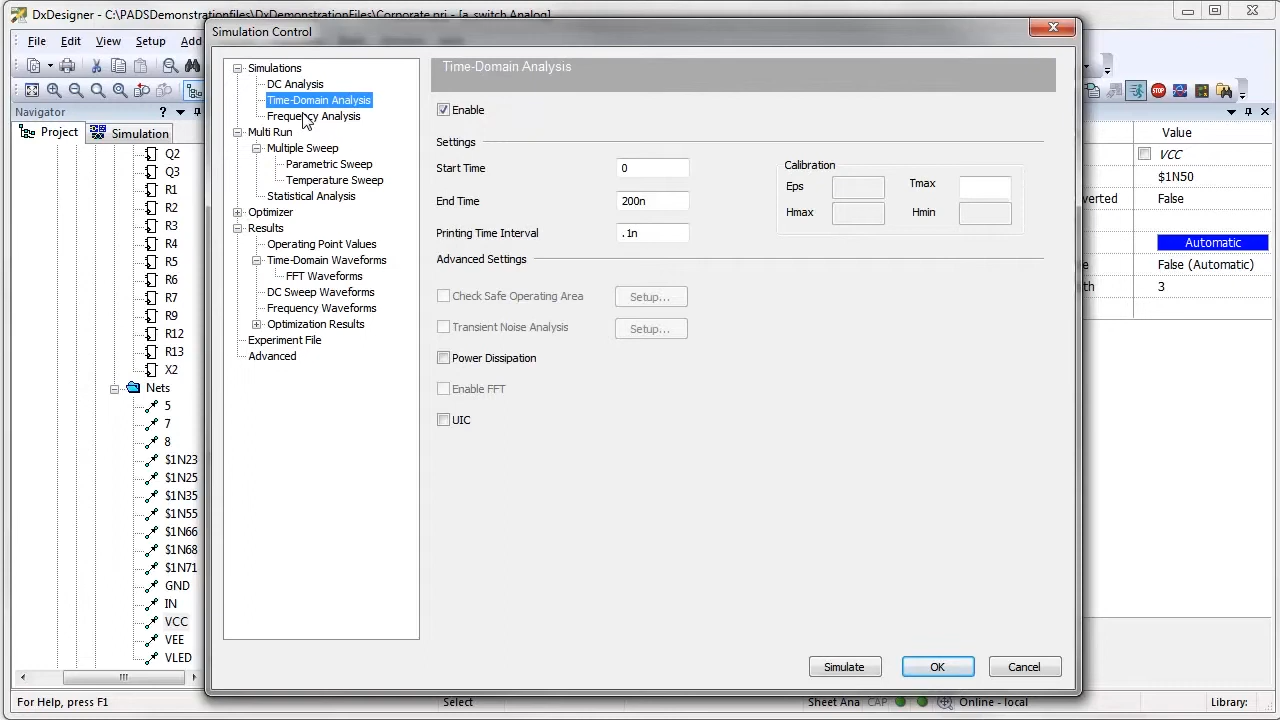 DxDesigner - C:\PADSDemonstrationfiles\DxDemonstrationFiles\Corporate.prj - [a_switch Analog]
File Edit View Setup Add
Simulation Control
Navigator
Project Simulation
Q2
Q3
R1
R2
R3
R4
R5
R6
R7
R9
R12
R13
X2
Nets
5
7
8
$1N23
$1N25
$1N35
$1N55
$1N66
$1N68
$1N71
GND
IN
VCC
VEE
VLED
Simulations
DC Analysis
Time-Domain Analysis
Frequency Analysis
Multi Run
Multiple Sweep
Parametric Sweep
Temperature Sweep
Statistical Analysis
Optimizer
Results
Operating Point Values
Time-Domain Waveforms
FFT Waveforms
DC Sweep Waveforms
Frequency Waveforms
Optimization Results
Experiment File
Advanced
Time-Domain Analysis
Enable
Settings
Start Time 0
End Time 200n
Printing Time Interval .1n
Calibration
Eps Tmax
Hmax Hmin
Advanced Settings
Check Safe Operating Area Setup...
Transient Noise Analysis Setup...
Power Dissipation
Enable FFT
UIC
Simulate OK Cancel
Value
VCC
$1N50
verted False
Automatic
False (Automatic)
3
For Help, press F1 Select Sheet Ana CAP Online - local Library: